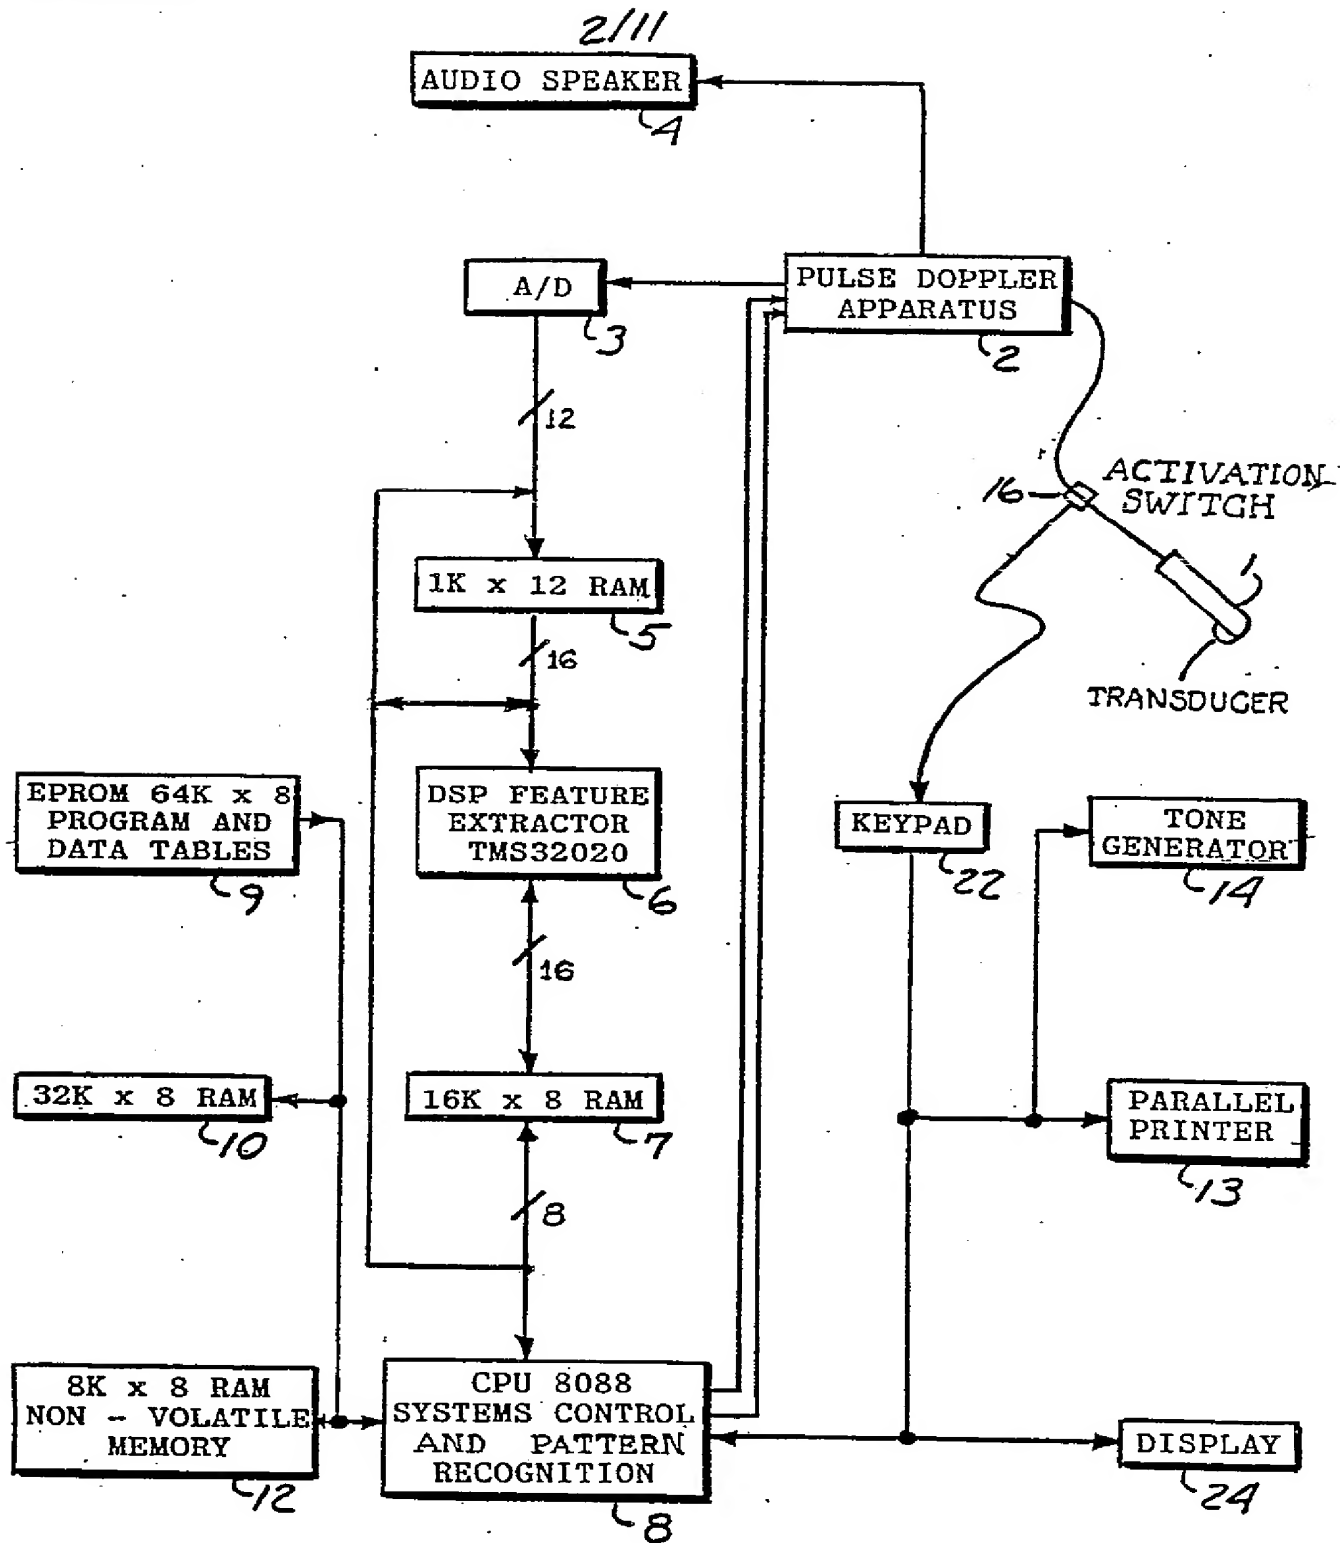 2/11
AUDIO SPEAKER
4
A/D
3
PULSE DOPPLER
APPARATUS
2
12
16
ACTIVATION
SWITCH
1K x 12 RAM
5
1
16
TRANSDUCER
EPROM 64K x 8
PROGRAM AND
DATA TABLES
9
DSP FEATURE
EXTRACTOR
TMS32020
6
KEYPAD
22
TONE
GENERATOR
14
16
32K x 8 RAM
10
16K x 8 RAM
7
PARALLEL
PRINTER
13
8
8K x 8 RAM
NON - VOLATILE
MEMORY
12
CPU 8088
SYSTEMS CONTROL
AND PATTERN
RECOGNITION
8
DISPLAY
24